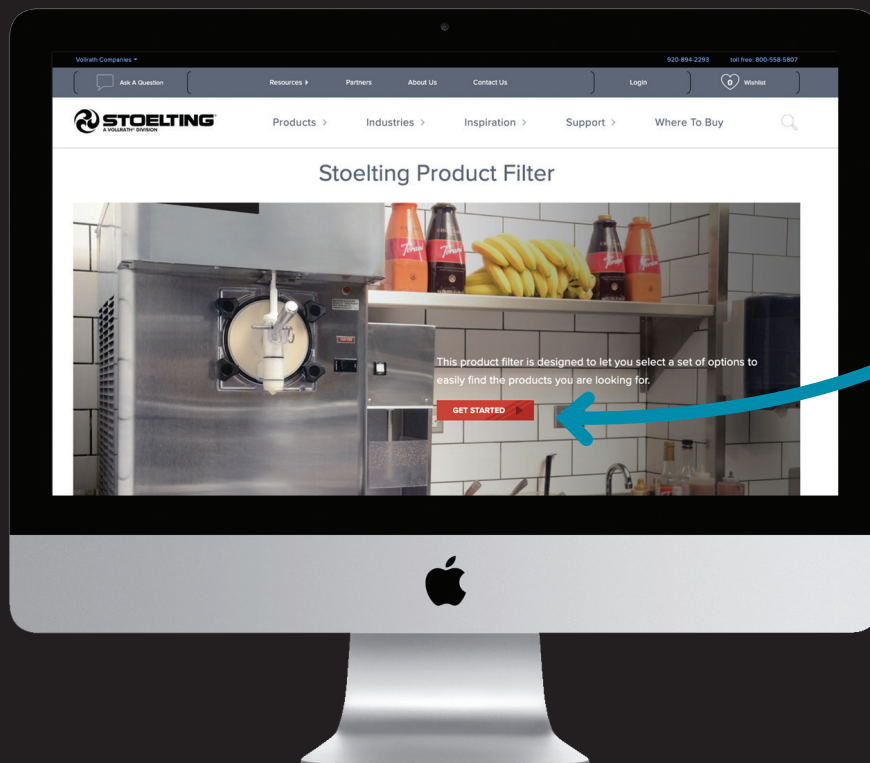 Vollrath Companies
920-894-2293 toll free: 800-558-5807
Ask A Question Resources Partners About Us Contact Us Login 0 Wishlist
STOELTING
A VOLLRATH® DIVISION
Products > Industries > Inspiration > Support > Where To Buy
Stoelting Product Filter
Torani Torani
This product filter is designed to let you select a set of options to
easily find the products you are looking for.
GET STARTED